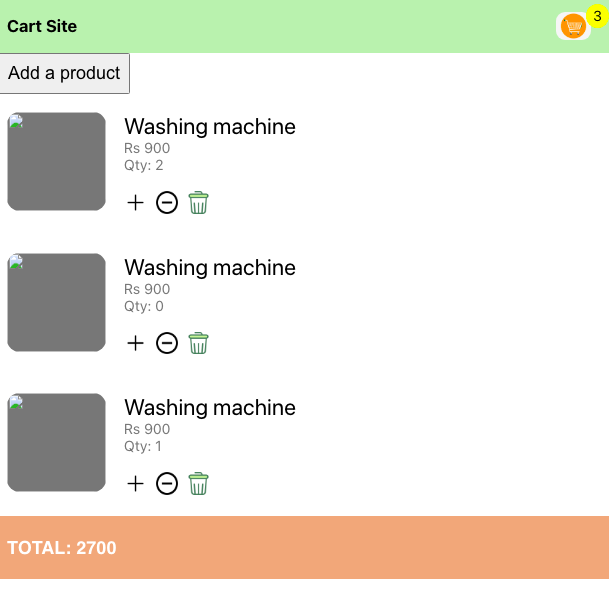 Cart Site
3
Add a product
Washing machine
Rs 900
Qty: 2
Washing machine
Rs 900
Qty: 0
Washing machine
Rs 900
Qty: 1
TOTAL: 2700